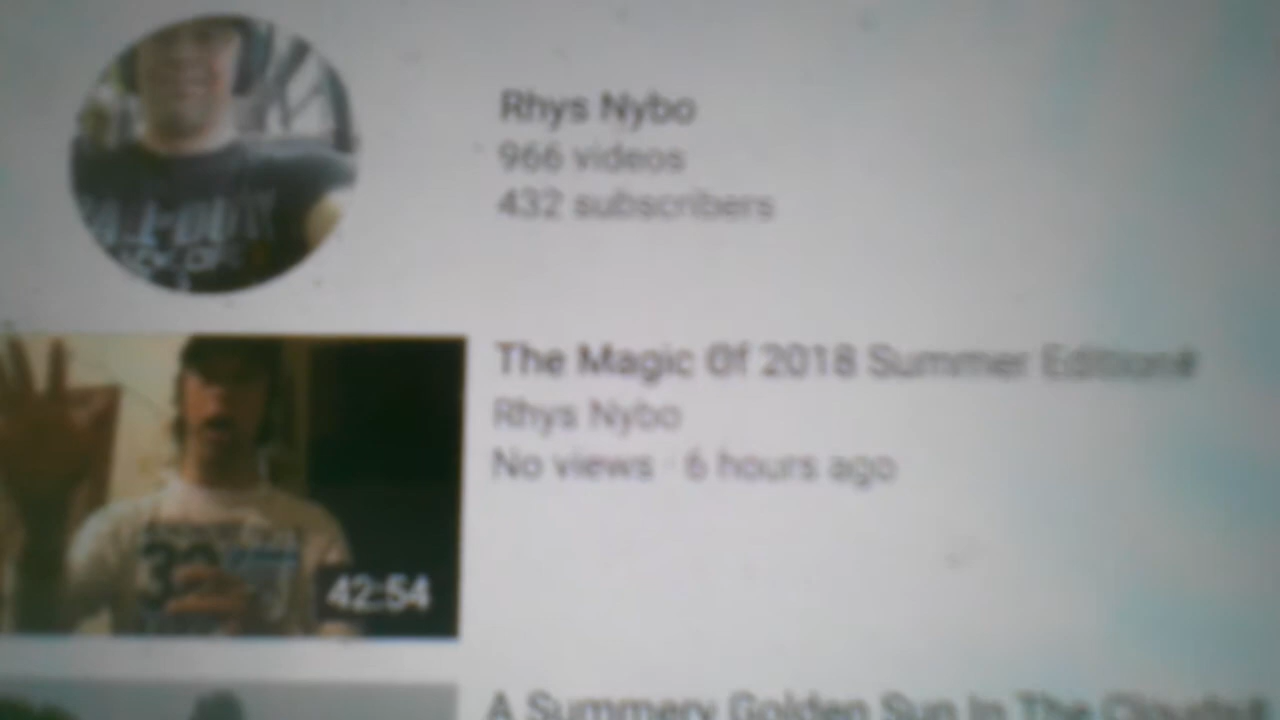 Rhys Nybo
966 videos
432 subscribers
The Magic Of 2018 Summer Edition#
Rhys Nybo
No views · 6 hours ago
42:54
A Summery Golden Sun In The Clouds#